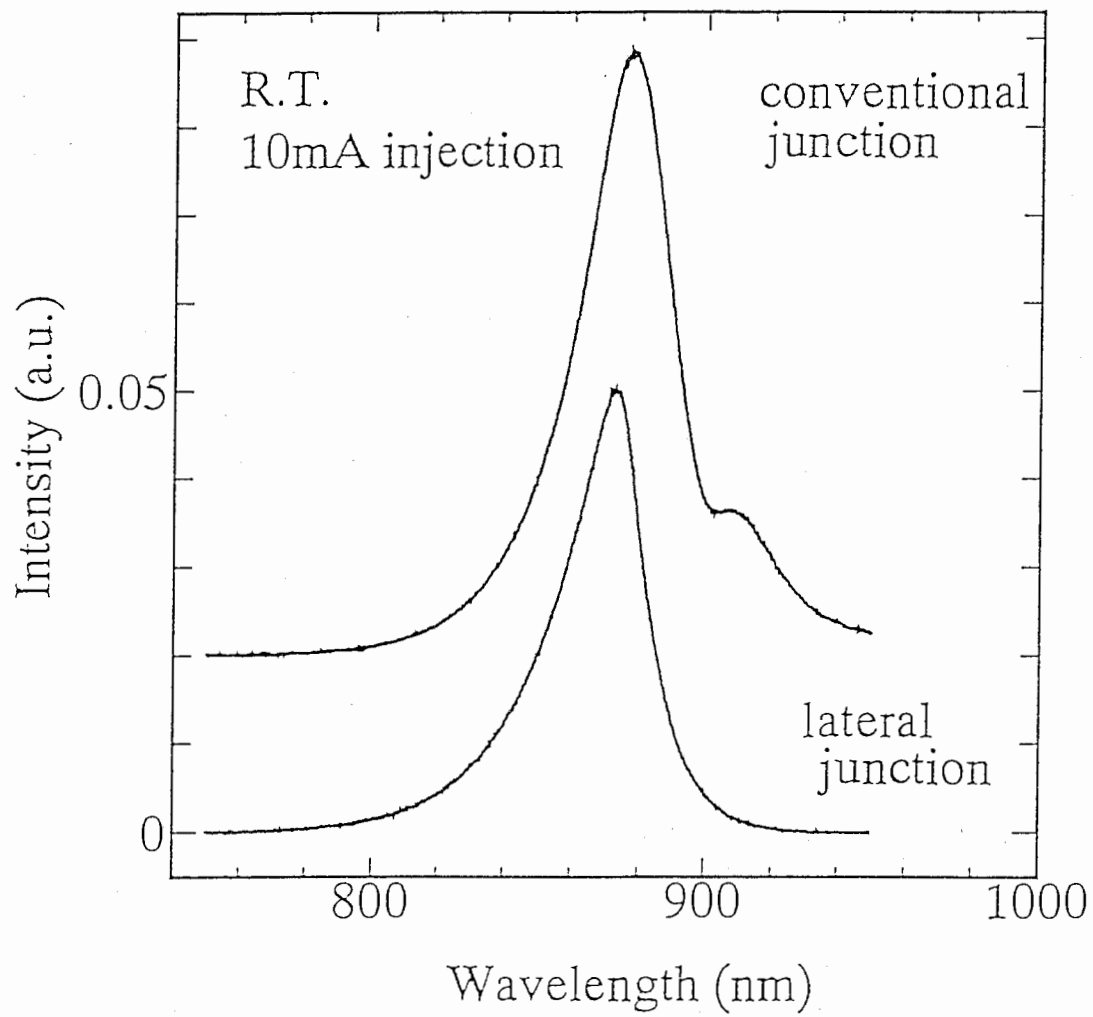 R.T.
10mA injection
conventional
junction
Intensity (a.u.)
0.05
lateral
junction
0
800
900
1000
Wavelength (nm)